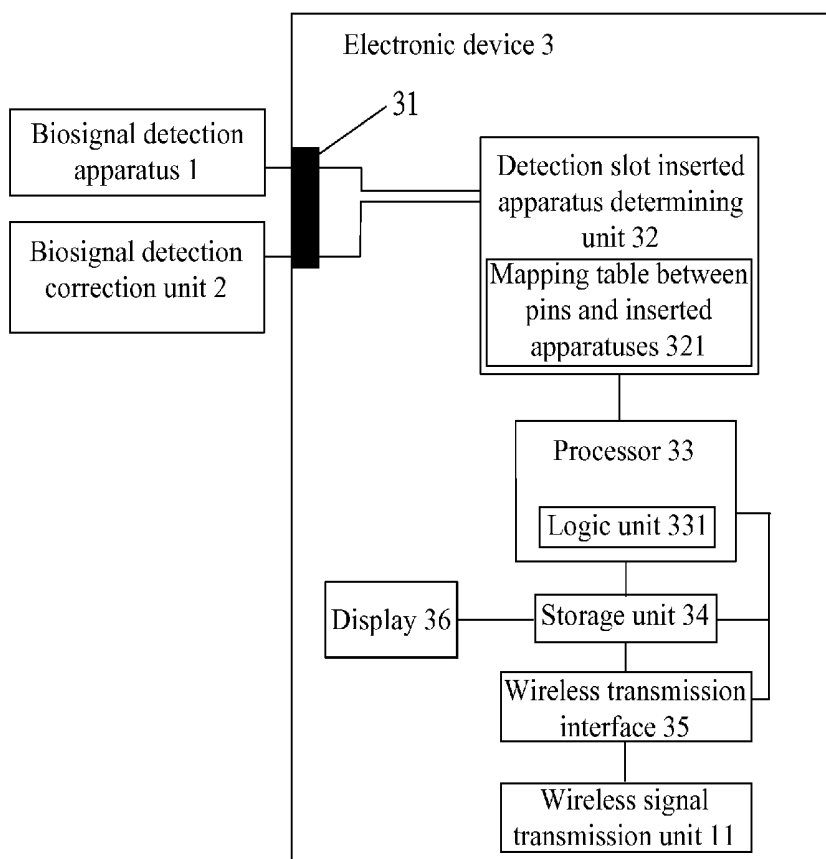 Electronic device 3
31
Biosignal detection
apparatus 1
Biosignal detection
correction unit 2
Detection slot inserted
apparatus determining
unit 32
Mapping table between
pins and inserted
apparatuses 321
Processor 33
Logic unit 331
Display 36
Storage unit 34
Wireless transmission
interface 35
Wireless signal
transmission unit 11